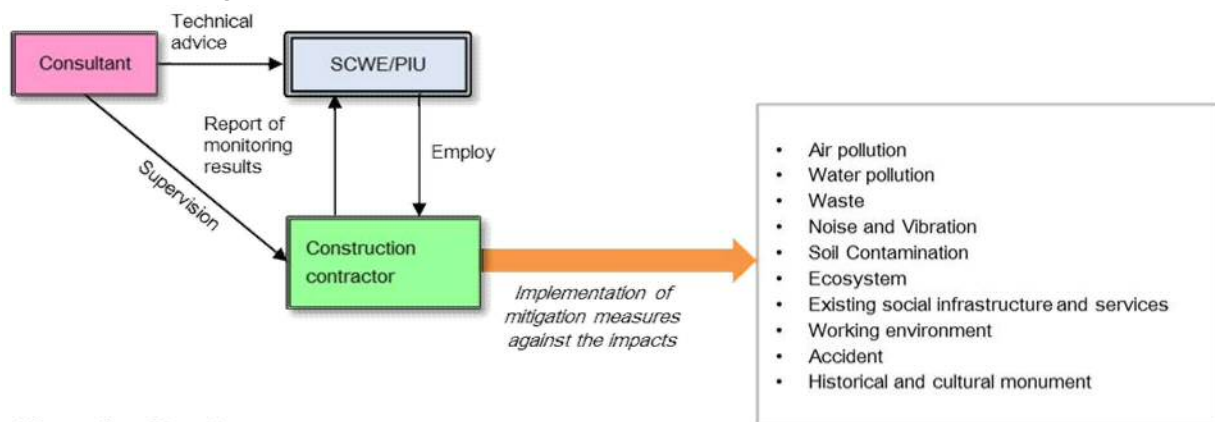 Technical
advice
Consultant
SCWE/PIU
Report of
monitoring
results
Employ
Supervision
Construction
contractor
Implementation of
mitigation measures
against the impacts
• Air pollution
• Water pollution
• Waste
• Noise and Vibration
• Soil Contamination
• Ecosystem
• Existing social infrastructure and services
• Working environment
• Accident
• Historical and cultural monument